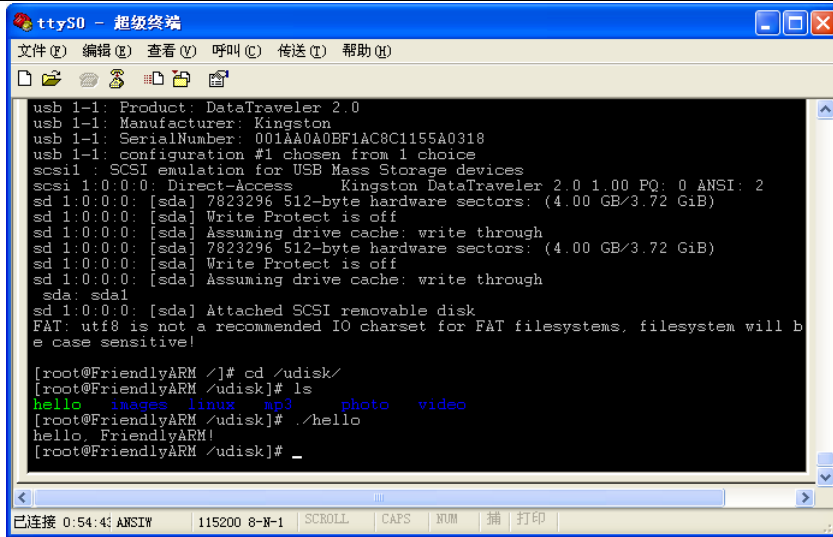 ttyS0 - 超级终端
文件(F) 编辑(E) 查看(V) 呼叫(C) 传送(T) 帮助(H)
usb 1-1: Product: DataTraveler 2.0
usb 1-1: Manufacturer: Kingston
usb 1-1: SerialNumber: 001AA0A0BF1AC8C1155A0318
usb 1-1: configuration #1 chosen from 1 choice
scsi1 : SCSI emulation for USB Mass Storage devices
scsi 1:0:0:0: Direct-Access     Kingston DataTraveler 2.0 1.00 PQ: 0 ANSI: 2
sd 1:0:0:0: [sda] 7823296 512-byte hardware sectors: (4.00 GB/3.72 GiB)
sd 1:0:0:0: [sda] Write Protect is off
sd 1:0:0:0: [sda] Assuming drive cache: write through
sd 1:0:0:0: [sda] 7823296 512-byte hardware sectors: (4.00 GB/3.72 GiB)
sd 1:0:0:0: [sda] Write Protect is off
sd 1:0:0:0: [sda] Assuming drive cache: write through
 sda: sda1
sd 1:0:0:0: [sda] Attached SCSI removable disk
FAT: utf8 is not a recommended IO charset for FAT filesystems, filesystem will b
e case sensitive!
[root@FriendlyARM /]# cd /udisk/
[root@FriendlyARM /udisk]# ls
hello   images  linux   mp3     photo   video
[root@FriendlyARM /udisk]# ./hello
hello, FriendlyARM!
[root@FriendlyARM /udisk]# _
已连接 0:54:43 ANSIW 115200 8-N-1 SCROLL CAPS NUM 捕 打印